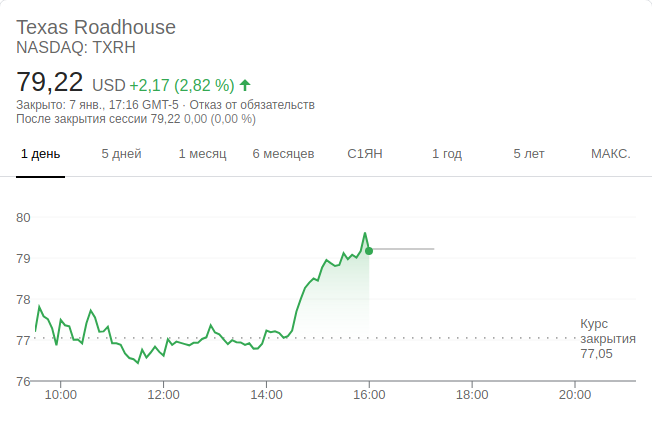 Texas Roadhouse
NASDAQ: TXRH
79,22 USD +2,17 (2,82 %)
Закрыто: 7 янв., 17:16 GMT-5 · Отказ от обязательств
После закрытия сессии 79,22 0,00 (0,00 %)
1 день 5 дней 1 месяц 6 месяцев С1ЯН 1 год 5 лет МАКС.
80
79
78
77
76
Курс
закрытия
77,05
10:00 12:00 14:00 16:00 18:00 20:00